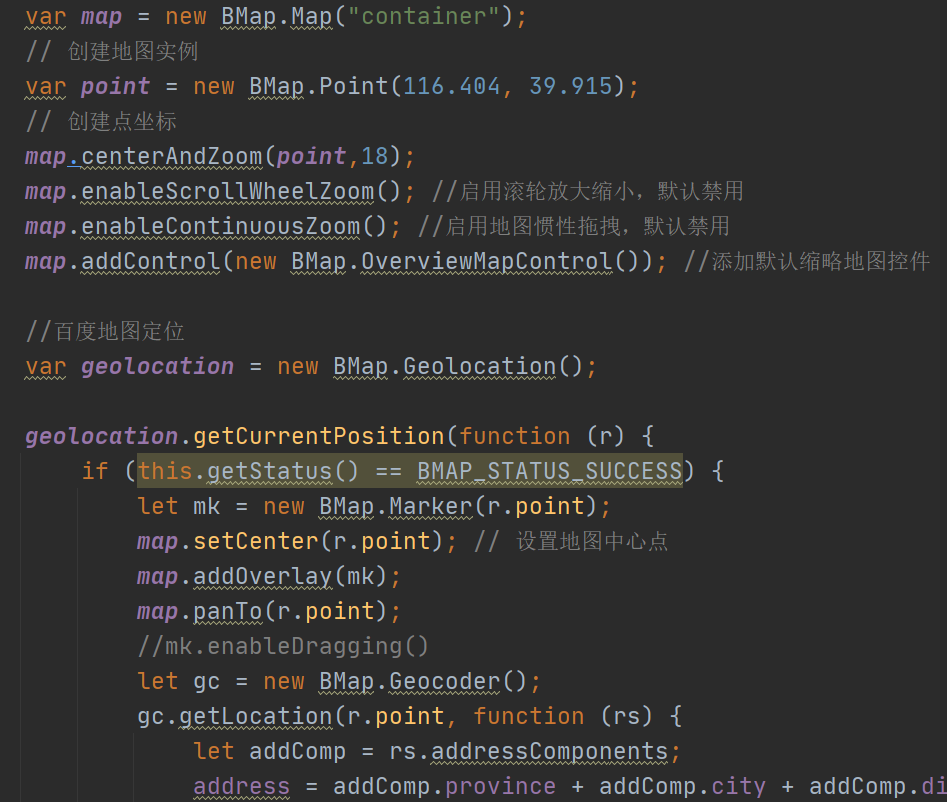 var map = new BMap.Map("container");
// 创建地图实例
var point = new BMap.Point(116.404, 39.915);
// 创建点坐标
map.centerAndZoom(point,18);
map.enableScrollWheelZoom(); //启用滚轮放大缩小，默认禁用
map.enableContinuousZoom(); //启用地图惯性拖拽，默认禁用
map.addControl(new BMap.OverviewMapControl()); //添加默认缩略地图控件
//百度地图定位
var geolocation = new BMap.Geolocation();
geolocation.getCurrentPosition(function (r) {
if (this.getStatus() == BMAP_STATUS_SUCCESS) {
let mk = new BMap.Marker(r.point);
map.setCenter(r.point); // 设置地图中心点
map.addOverlay(mk);
map.panTo(r.point);
//mk.enableDragging()
let gc = new BMap.Geocoder();
gc.getLocation(r.point, function (rs) {
let addComp = rs.addressComponents;
address = addComp.province + addComp.city + addComp.di